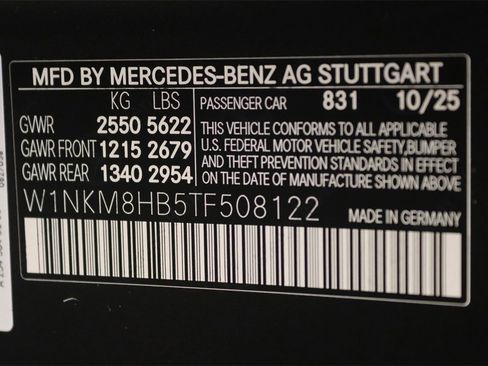 MFD BY MERCEDES-BENZ AG STUTTGART
KG LBS
GVWR 2550 5622
GAWR FRONT 1215 2679
GAWR REAR 1340 2954
PASSENGER CAR 831 10/25
THIS VEHICLE CONFORMS TO ALL APPLICABLE
U.S. FEDERAL MOTOR VEHICLE SAFETY, BUMPER
AND THEFT PREVENTION STANDARDS IN EFFECT
ON THE DATE OF MANUFACTURE SHOWN ABOVE
W1NKM8HB5TF508122
MADE IN GERMANY